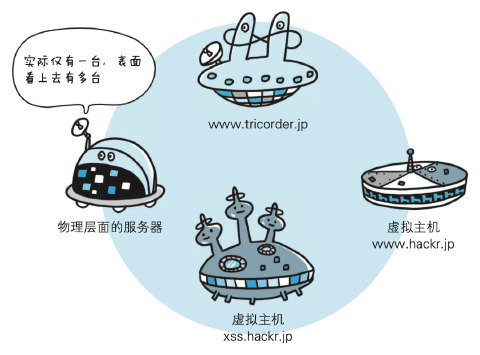 实际仅有一台，表面
看上去有多台
www.tricorder.jp
物理层面的服务器
虚拟主机
www.hackr.jp
虚拟主机
xss.hackr.jp